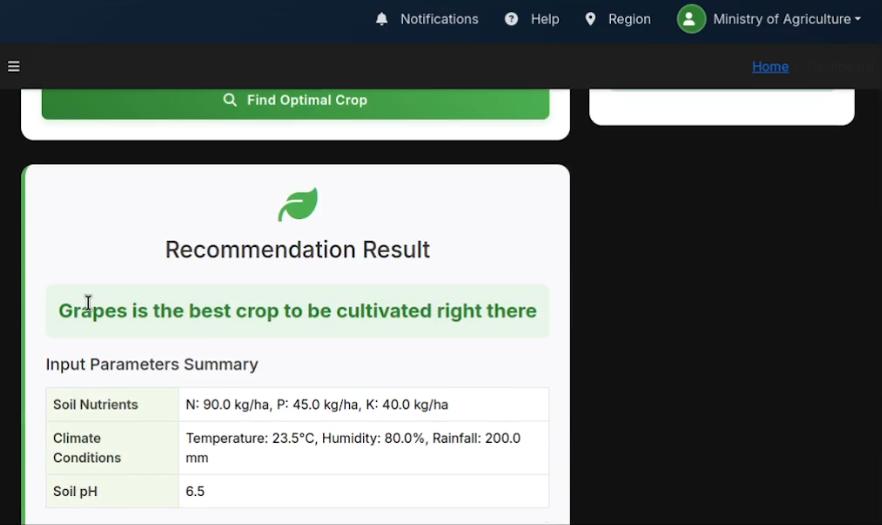 Notifications Help Region Ministry of Agriculture
Home
Find Optimal Crop
Recommendation Result
Grapes is the best crop to be cultivated right there
Input Parameters Summary
Soil Nutrients N: 90.0 kg/ha, P: 45.0 kg/ha, K: 40.0 kg/ha
Climate Temperature: 23.5°C, Humidity: 80.0%, Rainfall: 200.0
Conditions mm
Soil pH 6.5